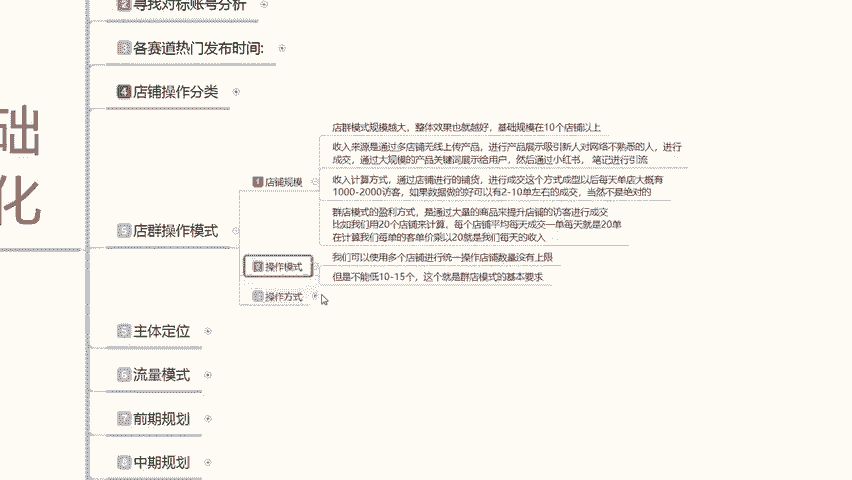 础
化
寻找对标账号分析
各赛道热门发布时间:
4 店铺操作分类
店群操作模式
店铺规模
店群模式规模越大，整体效果也就越好，基础规模在10个店铺以上
收入来源是通过多店铺无线上传产品，进行产品展示吸引新人对网络不熟悉的人，进行
成交，通过大规模的产品关键词展示给用户，然后通过小红书， 笔记进行引流
收入计算方式，通过店铺进行的铺货，进行成交这个方式成型以后每天单店大概有
1000-2000访客，如果数据做的好可以有2-10单左右的成交，当然不是绝对的
群店模式的盈利方式，是通过大量的商品来提升店铺的访客进行成交
比如我们用20个店铺来计算，每个店铺平均每天成交一单每天就是20单
在计算我们每单的客单价乘以20就是我们每天的收入
操作模式
我们可以使用多个店铺进行统一操作店铺数量没有上限
但是不能低10-15个，这个就是群店模式的基本要求
操作方式
主体定位
流量模式
前期规划
中期规划